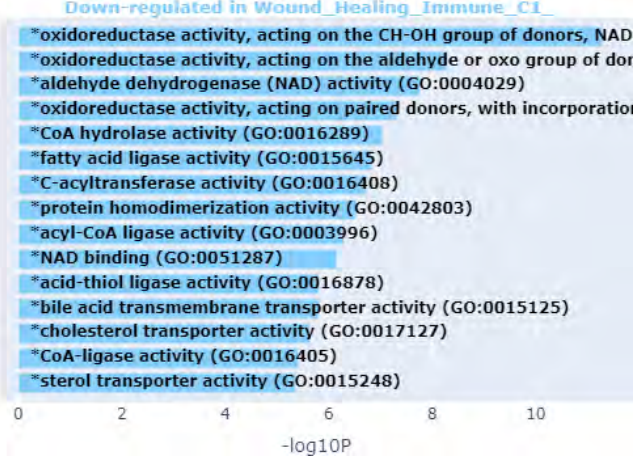 Down-regulated in Wound_Healing_Immune_C1_
*oxidoreductase activity, acting on the CH-OH group of donors, NAD
*oxidoreductase activity, acting on the aldehyde or oxo group of don
*aldehyde dehydrogenase (NAD) activity (GO:0004029)
*oxidoreductase activity, acting on paired donors, with incorporation
*CoA hydrolase activity (GO:0016289)
*fatty acid ligase activity (GO:0015645)
*C-acyltransferase activity (GO:0016408)
*protein homodimerization activity (GO:0042803)
*acyl-CoA ligase activity (GO:0003996)
*NAD binding (GO:0051287)
*acid-thiol ligase activity (GO:0016878)
*bile acid transmembrane transporter activity (GO:0015125)
*cholesterol transporter activity (GO:0017127)
*CoA-ligase activity (GO:0016405)
*sterol transporter activity (GO:0015248)
0 2 4 6 8 10
-log10P